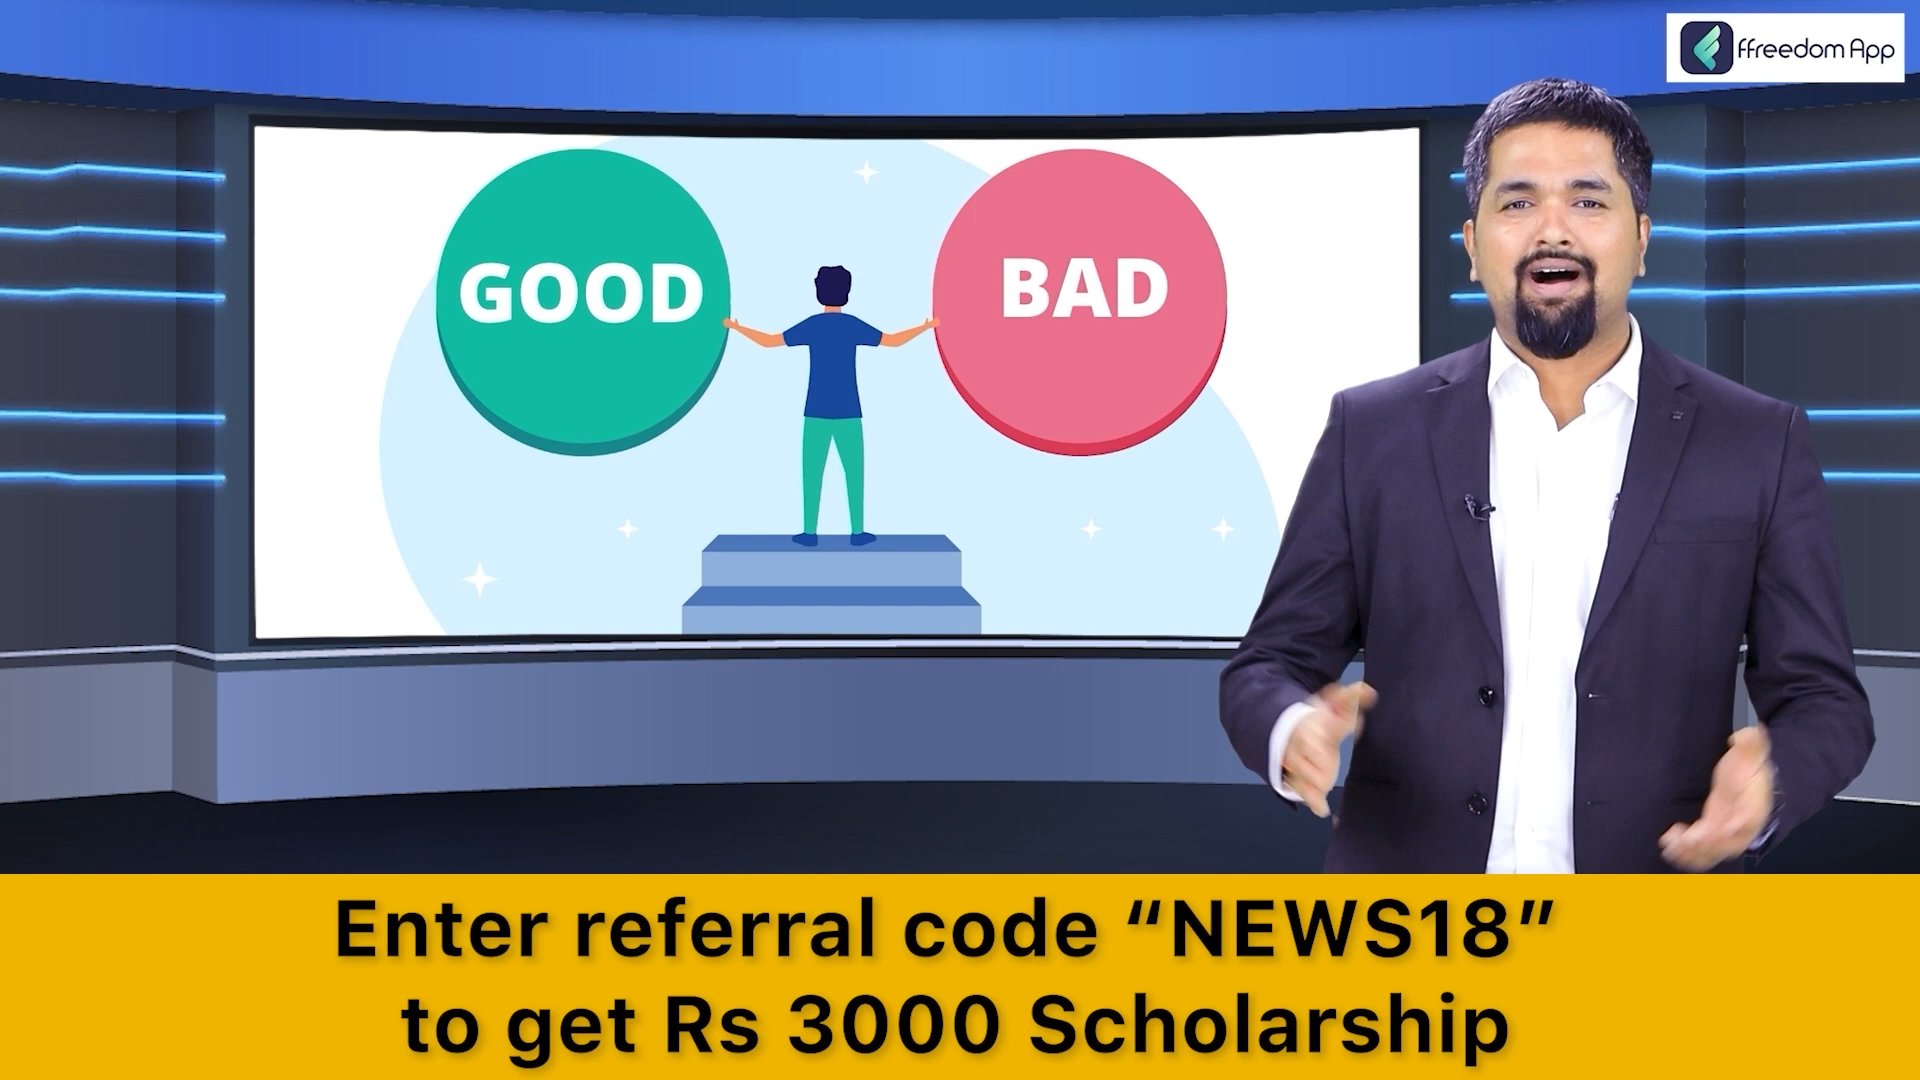 ffreedom App
GOOD
BAD
Enter referral code “NEWS18”
to get Rs 3000 Scholarship